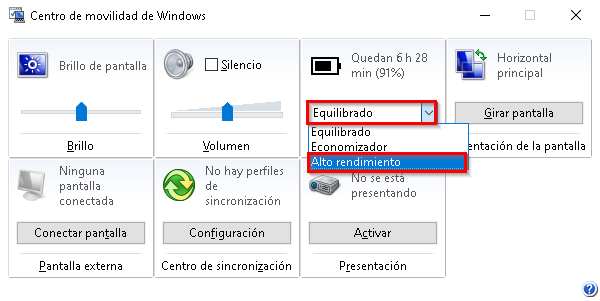 Centro de movilidad de Windows
Brillo de pantalla
Brillo
Silencio
Volumen
Quedan 6 h 28
min (91%)
Equilibrado
Equilibrado
Economizador
Alto rendimiento
Horizontal
principal
Girar pantalla
entación de la pantalla
Ninguna
pantalla
conectada
Conectar pantalla
Pantalla externa
No hay perfiles
de
sincronización
Configuración
Centro de sincronización
No se está
presentando
Activar
Presentación
?